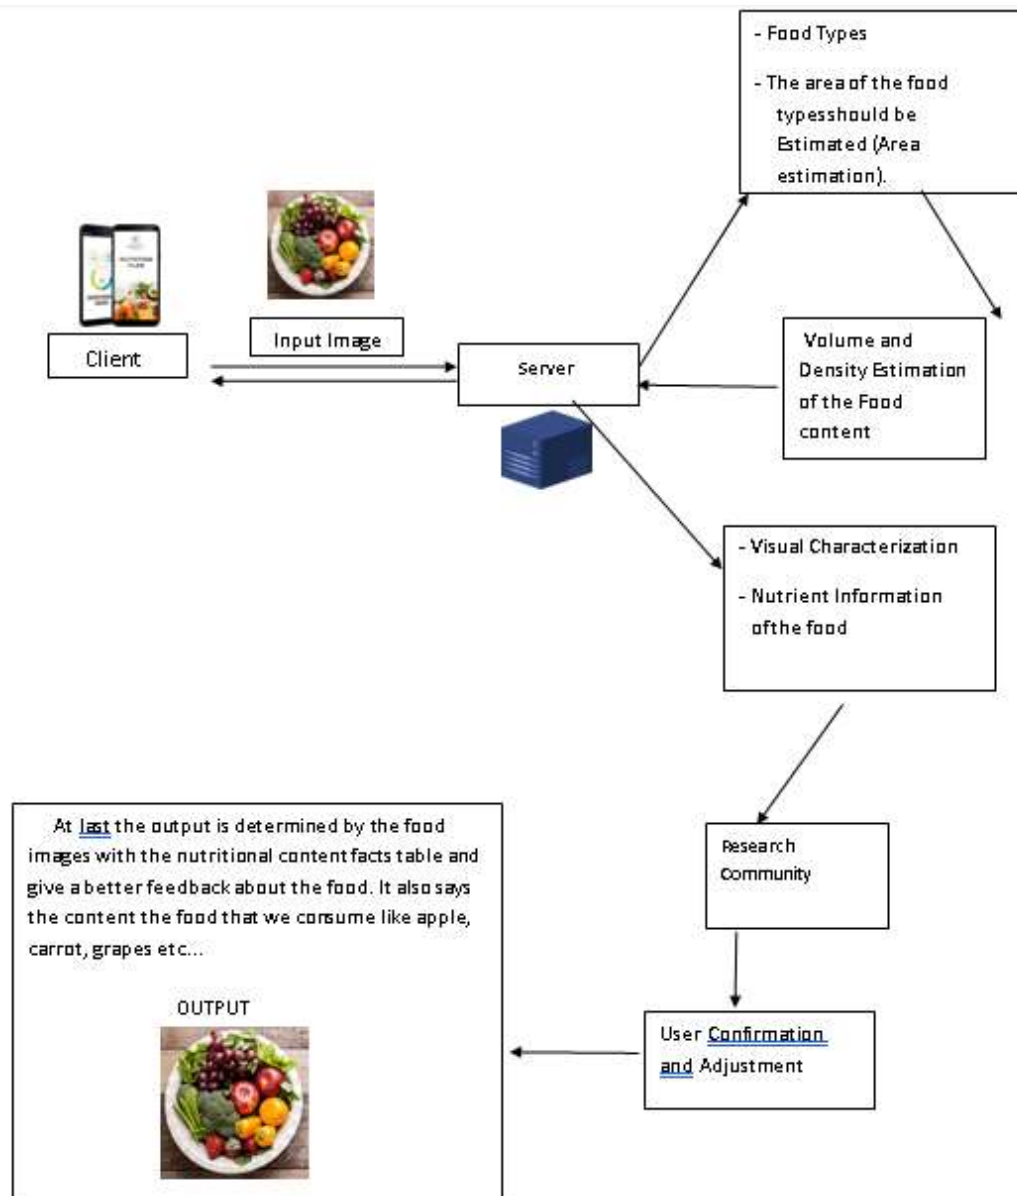 - Food Types
- The area of the food
typesshould be
Estimated (Area
estimation).
Client
Input Image
Server
Volume and
Density Estimation
of the Food
content
- Visual Characterization
- Nutrient Information
ofthe food
Research
Community
User Confirmation
and Adjustment
At last the output is determined by the food
images with the nutritional content facts table and
give a better feedback about the food. It also says
the content the food that we consume like apple,
carrot, grapes etc...
OUTPUT